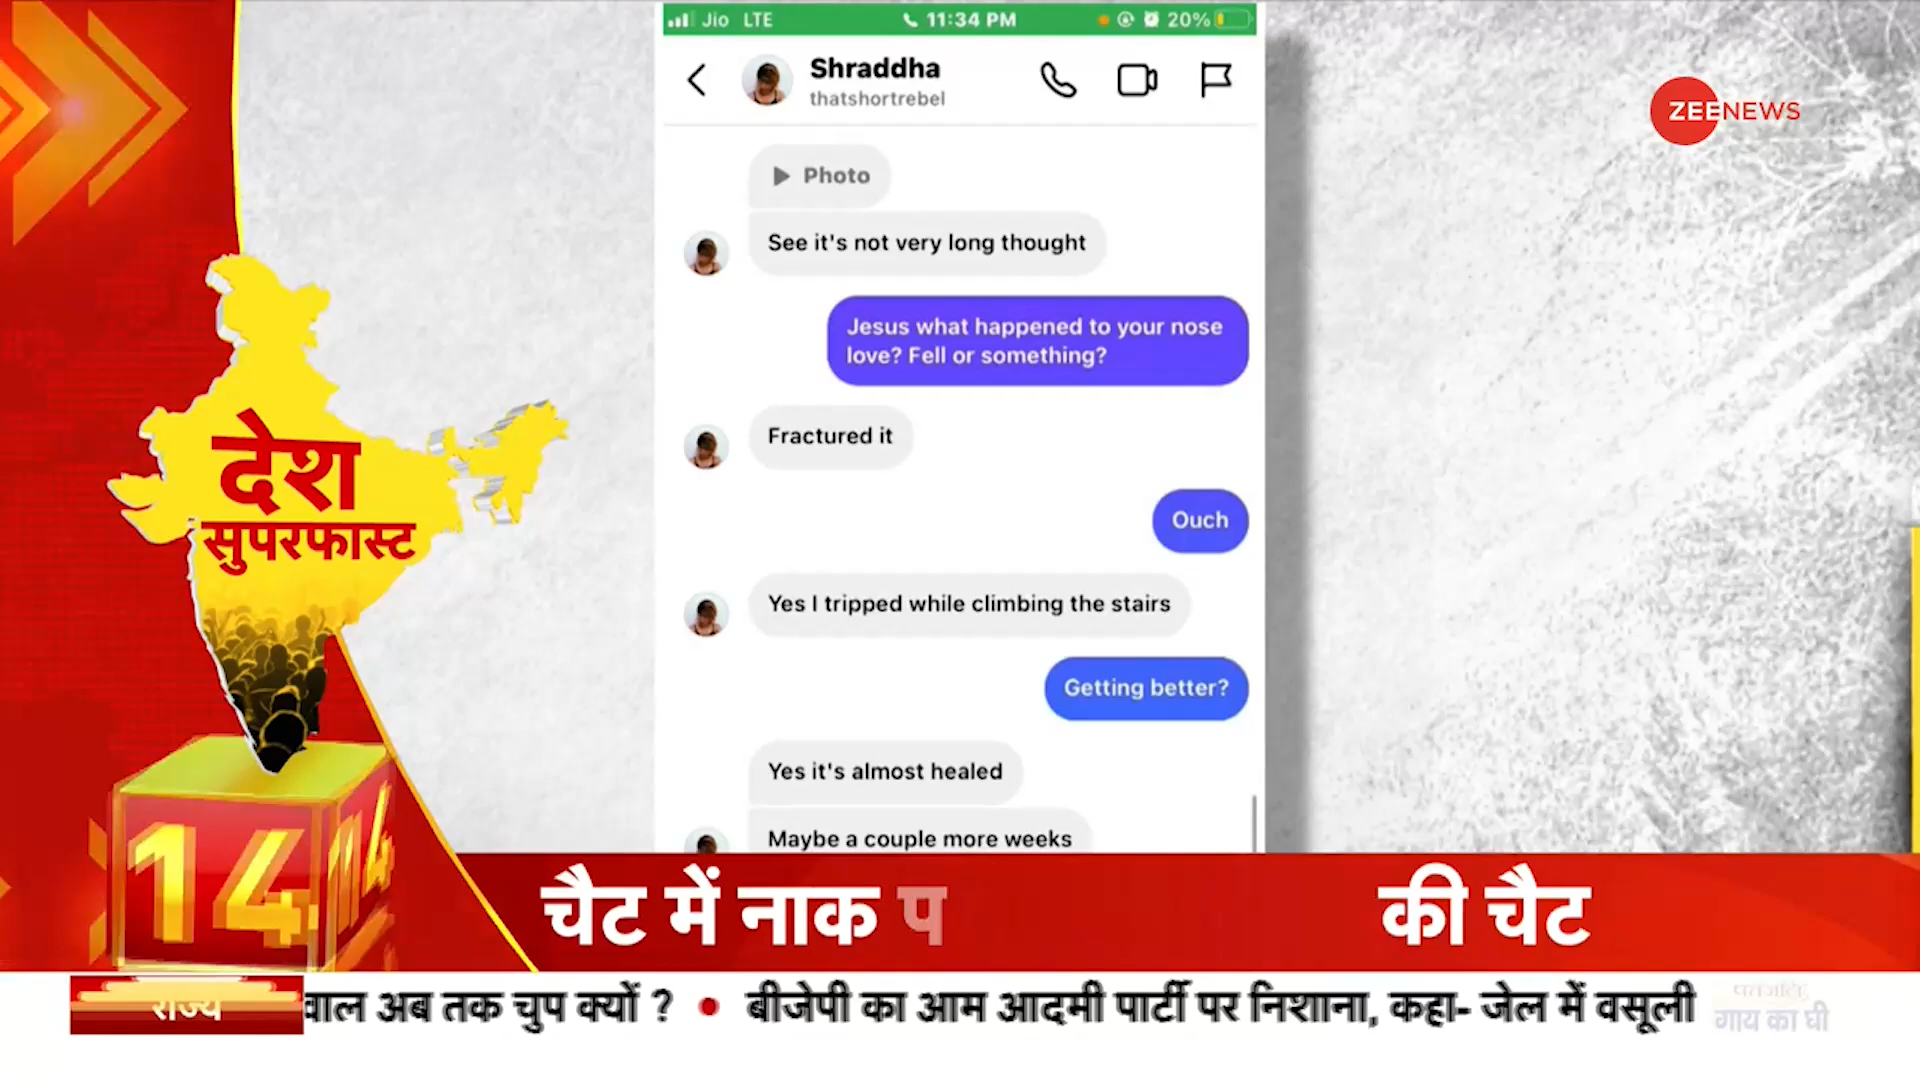 Jio LTE
11:34 PM
20%
Shraddha
thatshortrebel
ZEENEWS
Photo
See it's not very long thought
Jesus what happened to your nose
love? Fell or something?
Fractured it
Ouch
Yes I tripped while climbing the stairs
Getting better?
Yes it's almost healed
Maybe a couple more weeks
देश
सुपरफास्ट
14
14
चैट में नाक प
की चैट
राज्य
वाल अब तक चुप क्यों ? • बीजेपी का आम आदमी पार्टी पर निशाना, कहा- जेल में वसूली
गाय का घी